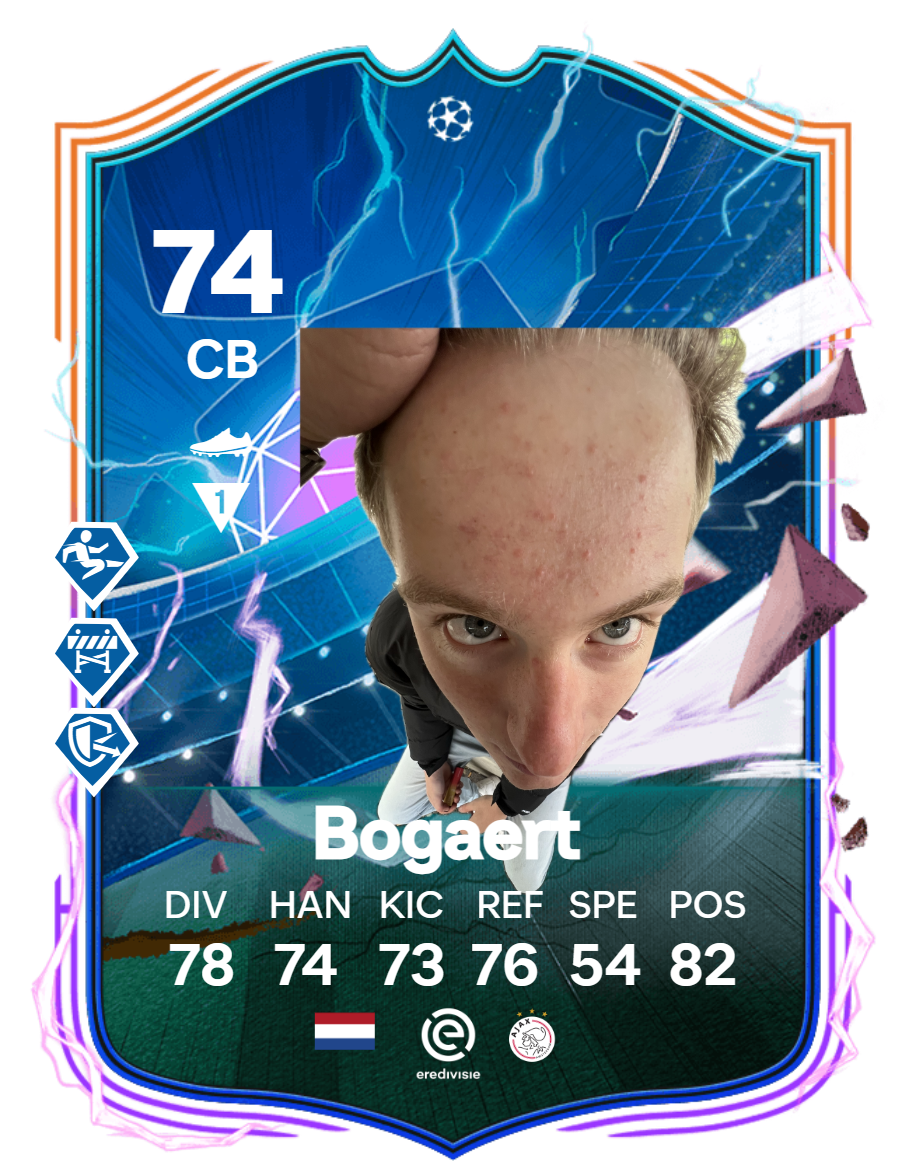 74
CB
1
Bogaert
DIV HAN KIC REF SPE POS
78 74 73 76 54 82
eredivisie
AJAX